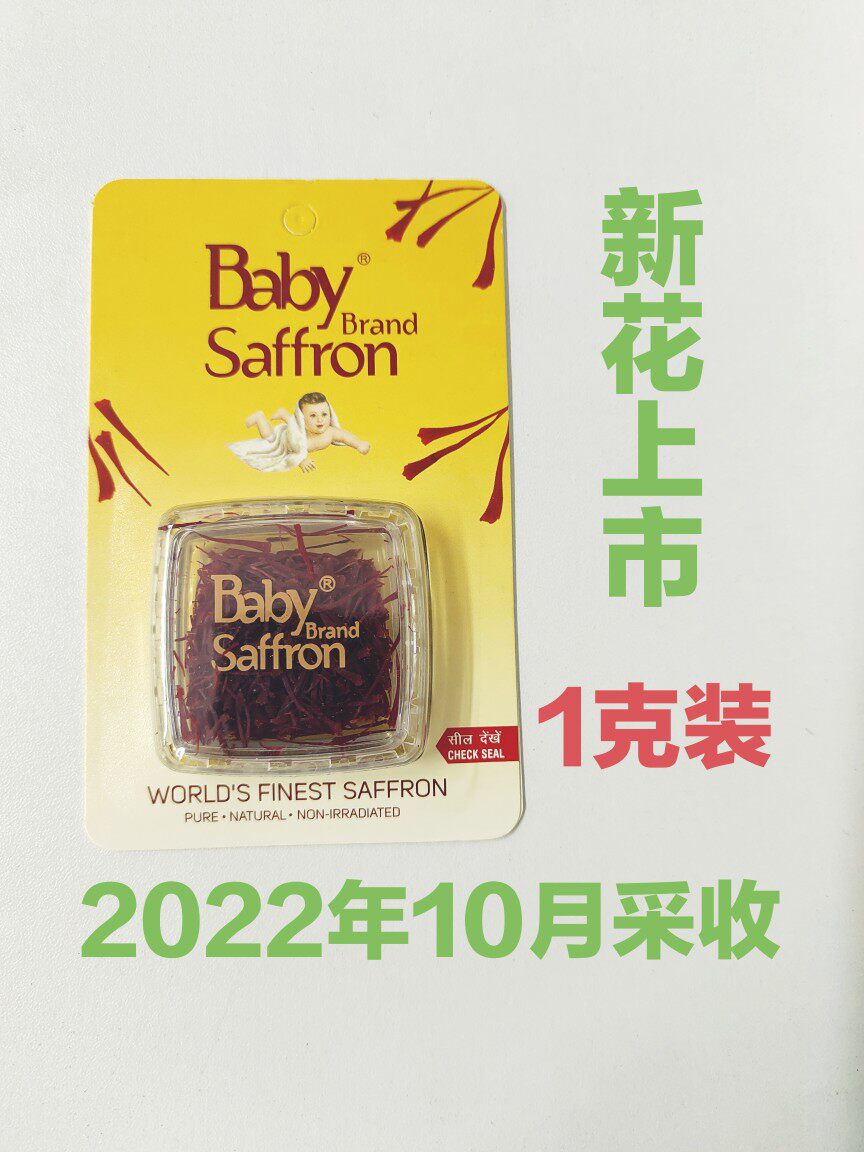 Baby®
Brand
Saffron
新花上市
Baby®
Brand
Saffron
1克装
सील देखें
CHECK SEAL
WORLD'S FINEST SAFFRON
PURE • NATURAL • NON-IRRADIATED
2022年10月采收